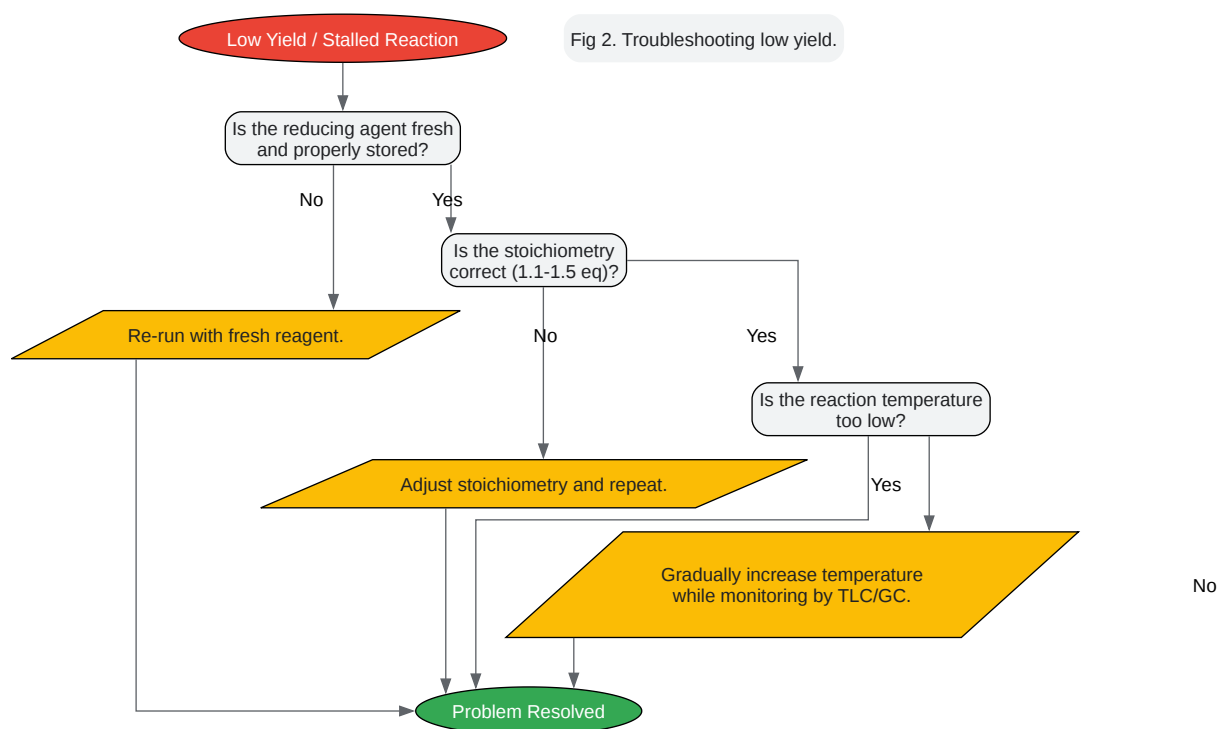 Low Yield / Stalled Reaction
Fig 2. Troubleshooting low yield.
Is the reducing agent fresh
and properly stored?
No
Yes
Is the stoichiometry
correct (1.1-1.5 eq)?
Re-run with fresh reagent.
No
Yes
Is the reaction temperature
too low?
Adjust stoichiometry and repeat.
Yes
Gradually increase temperature
while monitoring by TLC/GC.
No
Problem Resolved